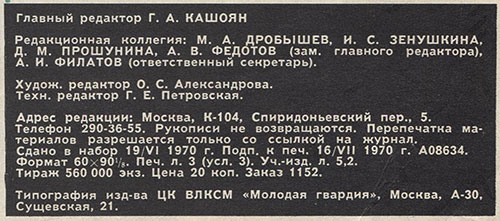 Главный редактор Г. А. КАШОЯН
Редакционная коллегия: М. А. ДРОБЫШЕВ, И. С. ЗЕНУШКИНА,
Д. М. ПРОШУНИНА, А. В. ФЕДОТОВ (зам. главного редактора),
А. И. ФИЛАТОВ (ответственный секретарь).
Худож. редактор О. С. Александрова.
Техн. редактор Г. Е. Петровская.
Адрес редакции: Москва, К-104, Спиридоньевский пер., 5.
Телефон 290-36-55. Рукописи не возвращаются. Перепечатка ма-
териалов разрешается только со ссылкой на журнал.
Сдано в набор 19/VI 1970 г. Подп. к печ. 16/VII 1970 г. А08634.
Формат 60×90¹/₈. Печ. л. 3 (усл. 3). Уч.-изд. л. 5,2.
Тираж 560 000 экз. Цена 20 коп. Заказ 1152.
Типография изд-ва ЦК ВЛКСМ «Молодая гвардия», Москва, А-30,
Сущевская, 21.